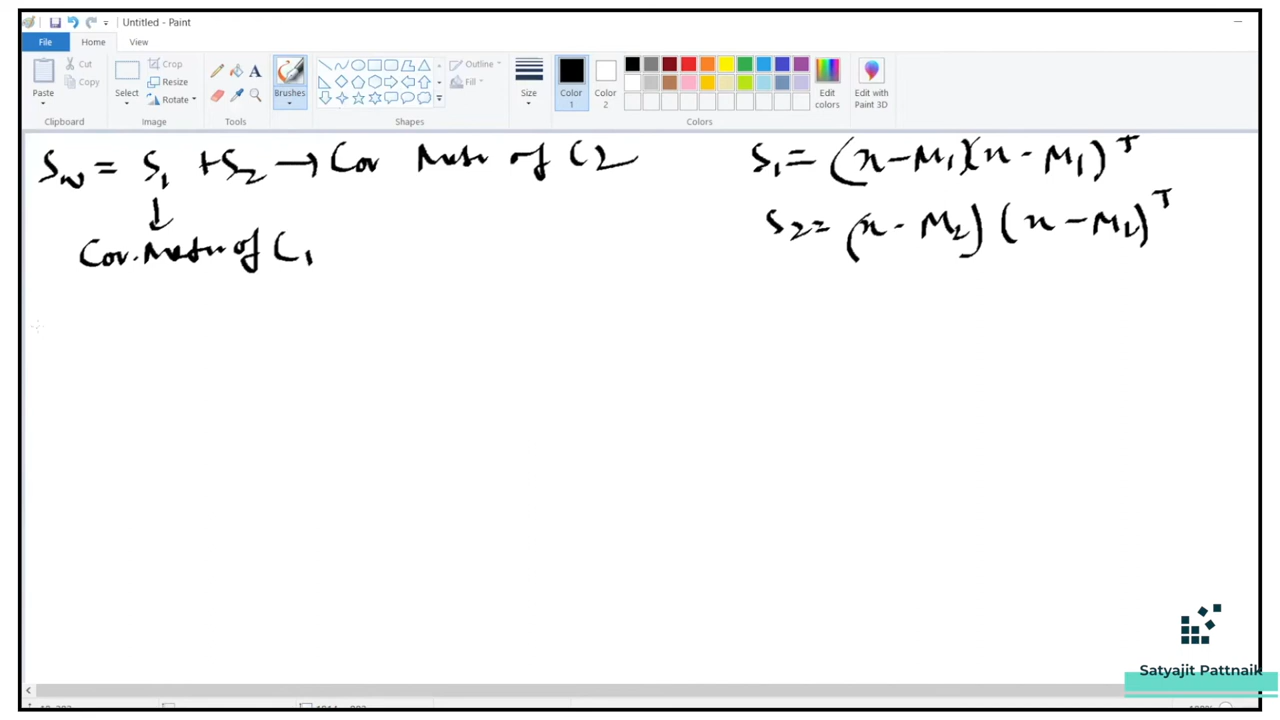 Untitled - Paint
File Home View
Paste
Cut
Copy
Clipboard
Select
Crop
Resize
Rotate
Image
Tools
Brushes
Outline
Fill
Shapes
Size
Color 1
Color 2
Edit colors
Edit with Paint 3D
Colors
Sw = S1 + S2 → Cov Matr of C2
↓
Cov. Matr of C1
S1 = (x - M1)(x - M1)^T
S2 = (x - M2) (x - M2)^T
Satyajit Pattnaik